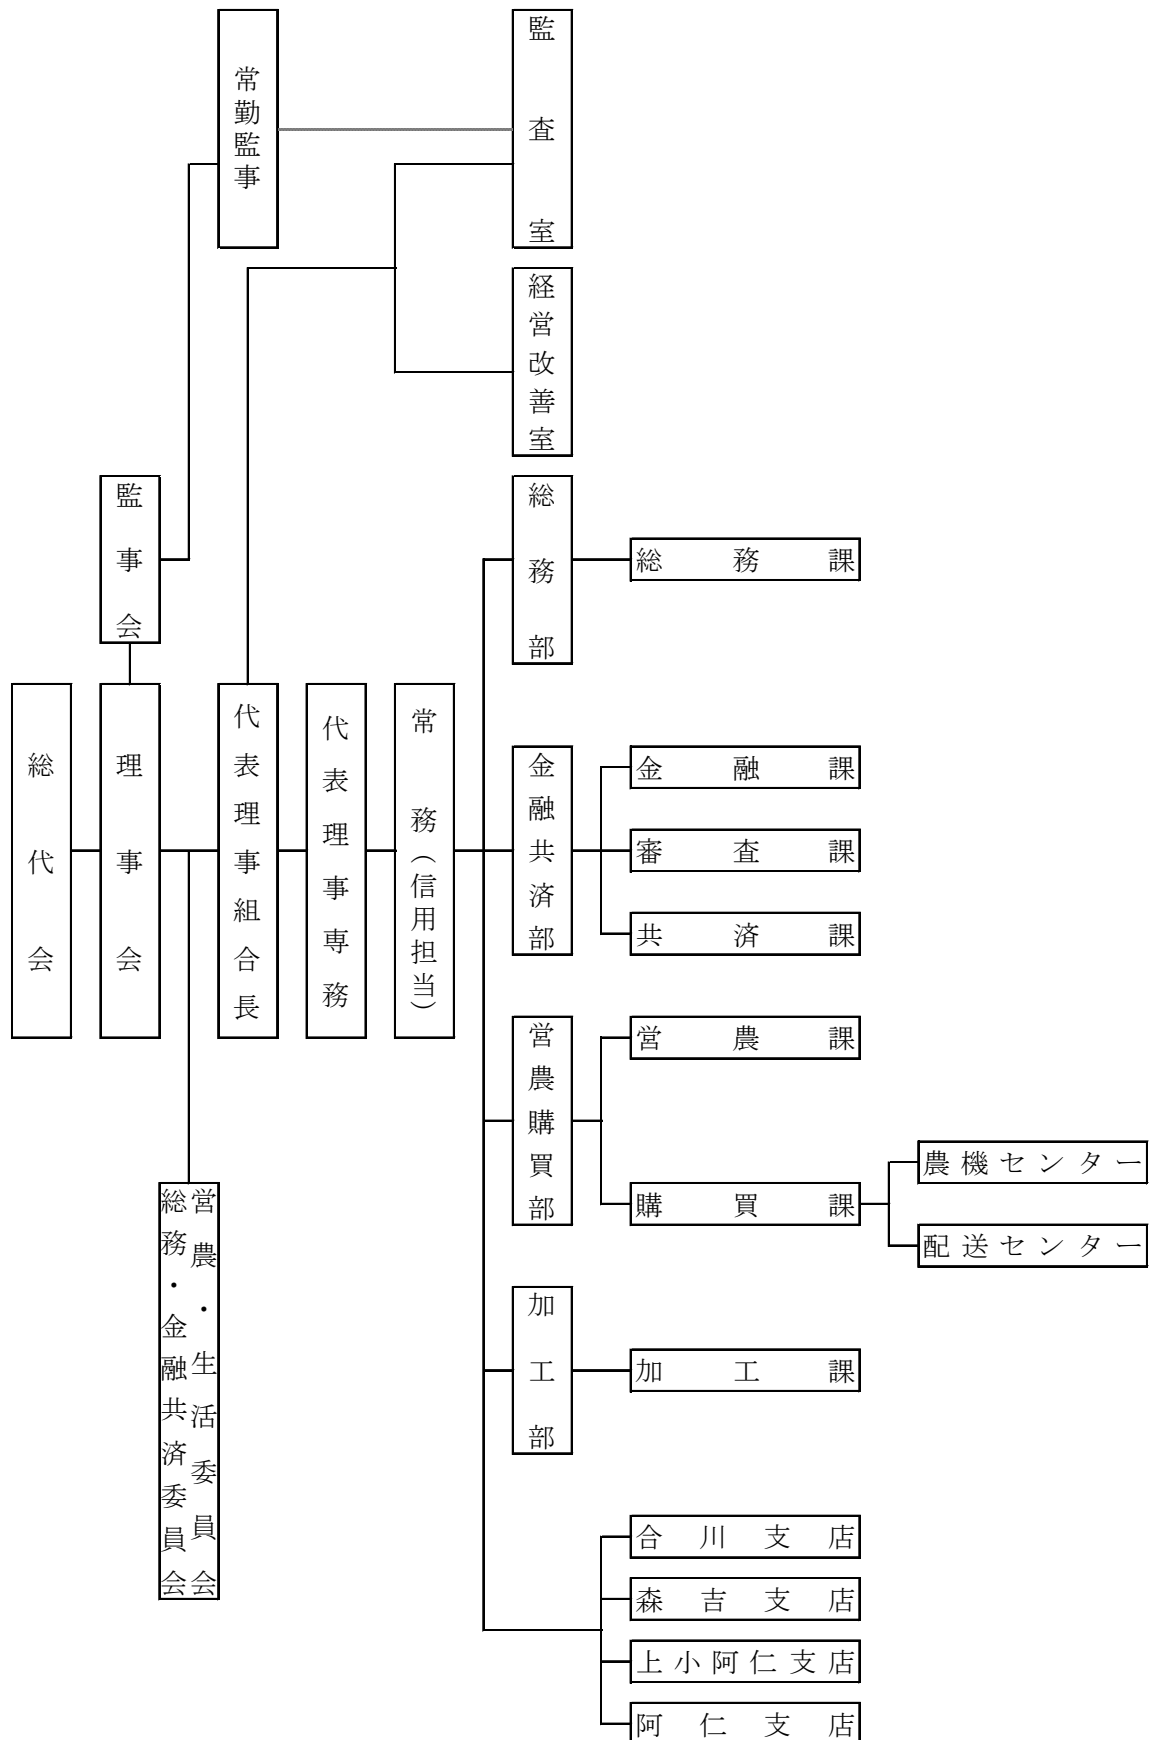 常勤監事
監査室
経営改善室
監事会
総務部
総務課
総代会
理事会
代表理事組合長
代表理事専務
常務（信用担当）
金融共済部
金融課
審査課
共済課
営農購買部
営農課
購買課
農機センター
配送センター
営農・生活委員会
総務・金融共済委員会
加工部
加工課
合川支店
森吉支店
上小阿仁支店
阿仁支店